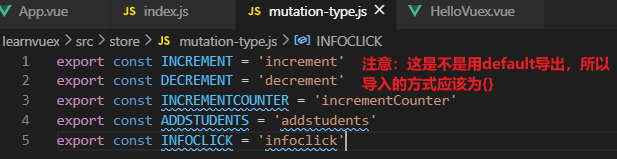 App.vue JS index.js JS mutation-type.js × HelloVuex.vue
learnvuex > src > store > JS mutation-type.js > INFOCLICK
1 export const INCREMENT = 'increment'
2 export const DECREMENT = 'decrement'
3 export const INCREMENTCOUNTER = 'incrementCounter'
4 export const ADDSTUDENTS = 'addstudents'
5 export const INFOCLICK = 'infoclick'
注意：这是不是用default导出，所以
导入的方式应该为{}